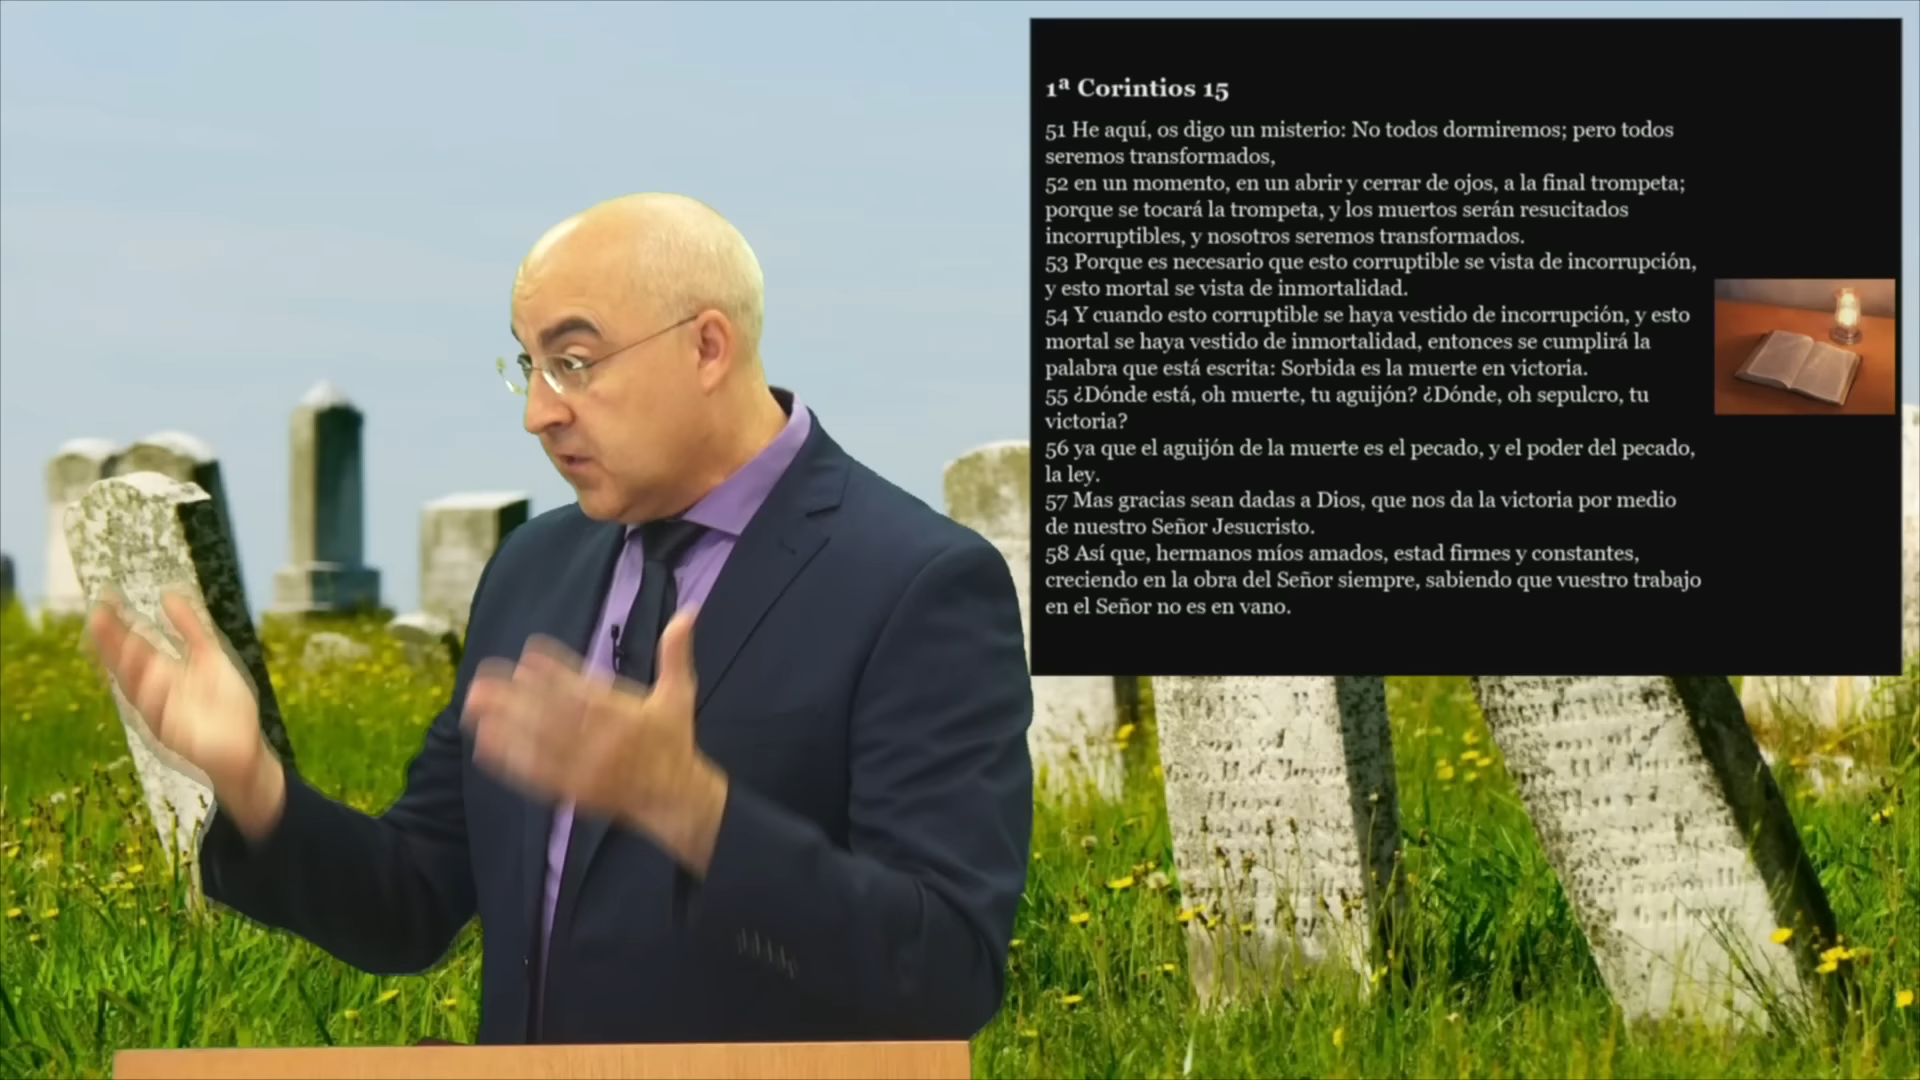 1ª Corintios 15
51 He aquí, os digo un misterio: No todos dormiremos; pero todos
seremos transformados,
52 en un momento, en un abrir y cerrar de ojos, a la final trompeta;
porque se tocará la trompeta, y los muertos serán resucitados
incorruptibles, y nosotros seremos transformados.
53 Porque es necesario que esto corruptible se vista de incorrupción,
y esto mortal se vista de inmortalidad.
54 Y cuando esto corruptible se haya vestido de incorrupción, y esto
mortal se haya vestido de inmortalidad, entonces se cumplirá la
palabra que está escrita: Sorbida es la muerte en victoria.
55 ¿Dónde está, oh muerte, tu aguijón? ¿Dónde, oh sepulcro, tu
victoria?
56 ya que el aguijón de la muerte es el pecado, y el poder del pecado,
la ley.
57 Mas gracias sean dadas a Dios, que nos da la victoria por medio
de nuestro Señor Jesucristo.
58 Así que, hermanos míos amados, estad firmes y constantes,
creciendo en la obra del Señor siempre, sabiendo que vuestro trabajo
en el Señor no es en vano.